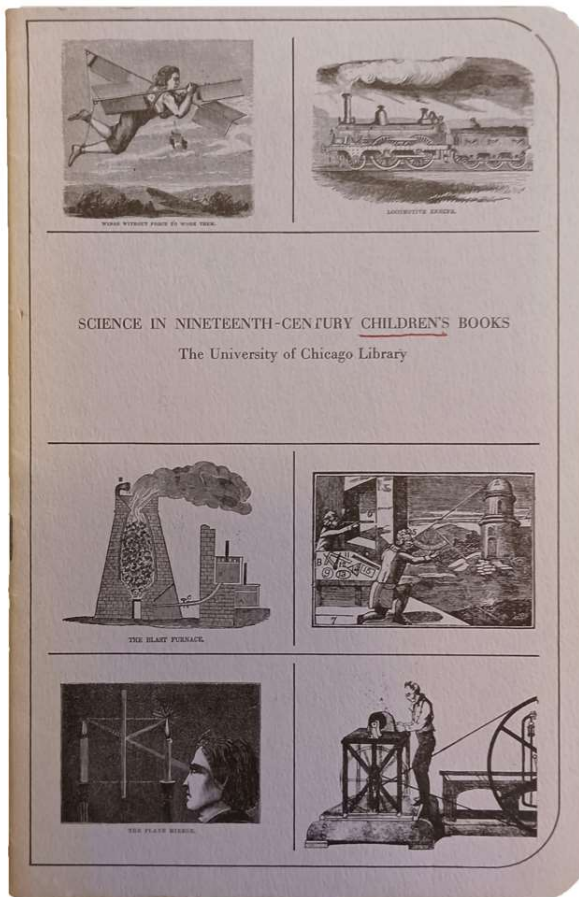 WINGS WITHOUT FORCE TO WORK THEM.
LOCOMOTIVE ENGINE.
SCIENCE IN NINETEENTH-CENTURY CHILDREN'S BOOKS
The University of Chicago Library
THE BLAST FURNACE.
7
THE PLANE MIRROR.